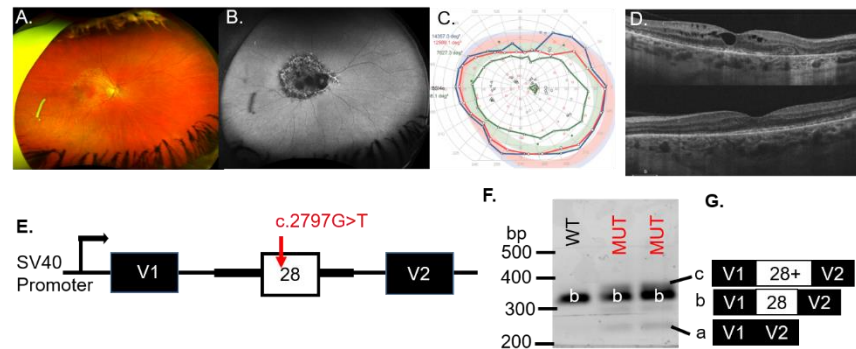 A.
B.
C.
D.
E.
c.2797G>T
SV40
Promoter
V1
28
V2
F.
bp
500
400
300
200
WT
MUT
MUT
b
b
b
c
b
a
G.
V1 28+ V2
V1 28 V2
V1 V2